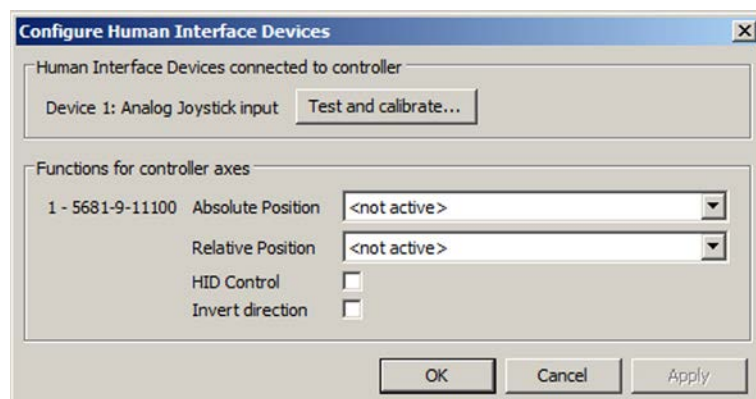 Configure Human Interface Devices
Human Interface Devices connected to controller
Device 1: Analog Joystick input Test and calibrate...
Functions for controller axes
1 - 5681-9-11100 Absolute Position <not active>
Relative Position <not active>
HID Control
Invert direction
OK Cancel Apply